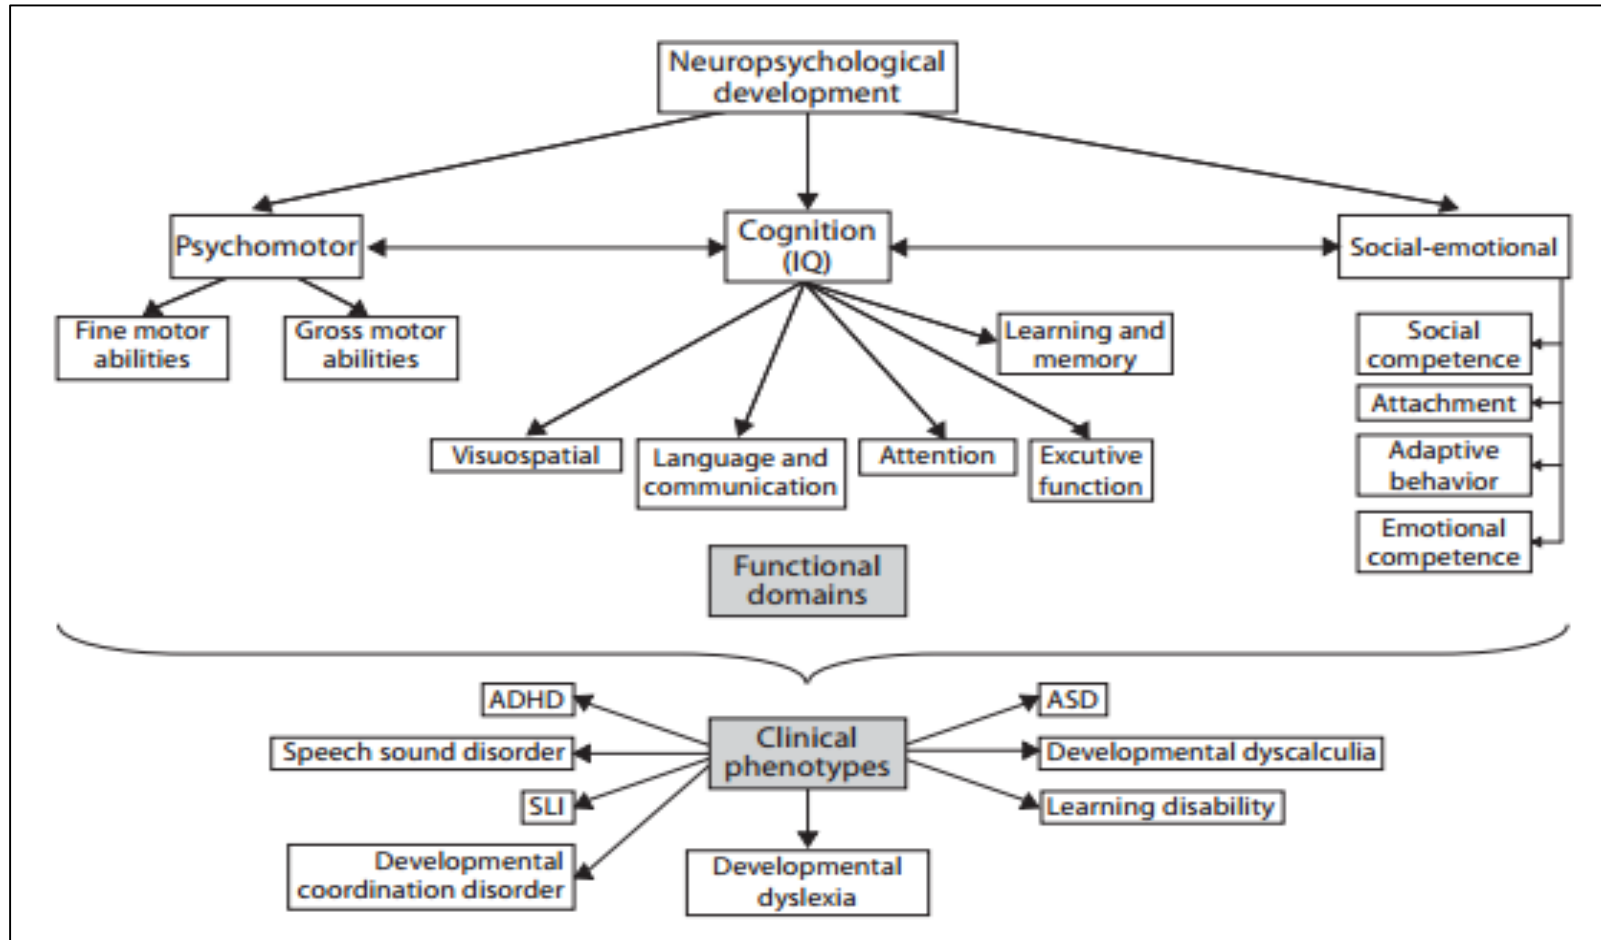 Neuropsychological
development
Psychomotor
Cognition
(IQ)
Social-emotional
Fine motor
abilities
Gross motor
abilities
Learning and
memory
Social
competence
Attachment
Visuospatial
Language and
communication
Attention
Excutive
function
Adaptive
behavior
Emotional
competence
Functional
domains
ADHD
ASD
Speech sound disorder
Clinical
phenotypes
Developmental dyscalculia
SLI
Learning disability
Developmental
coordination disorder
Developmental
dyslexia